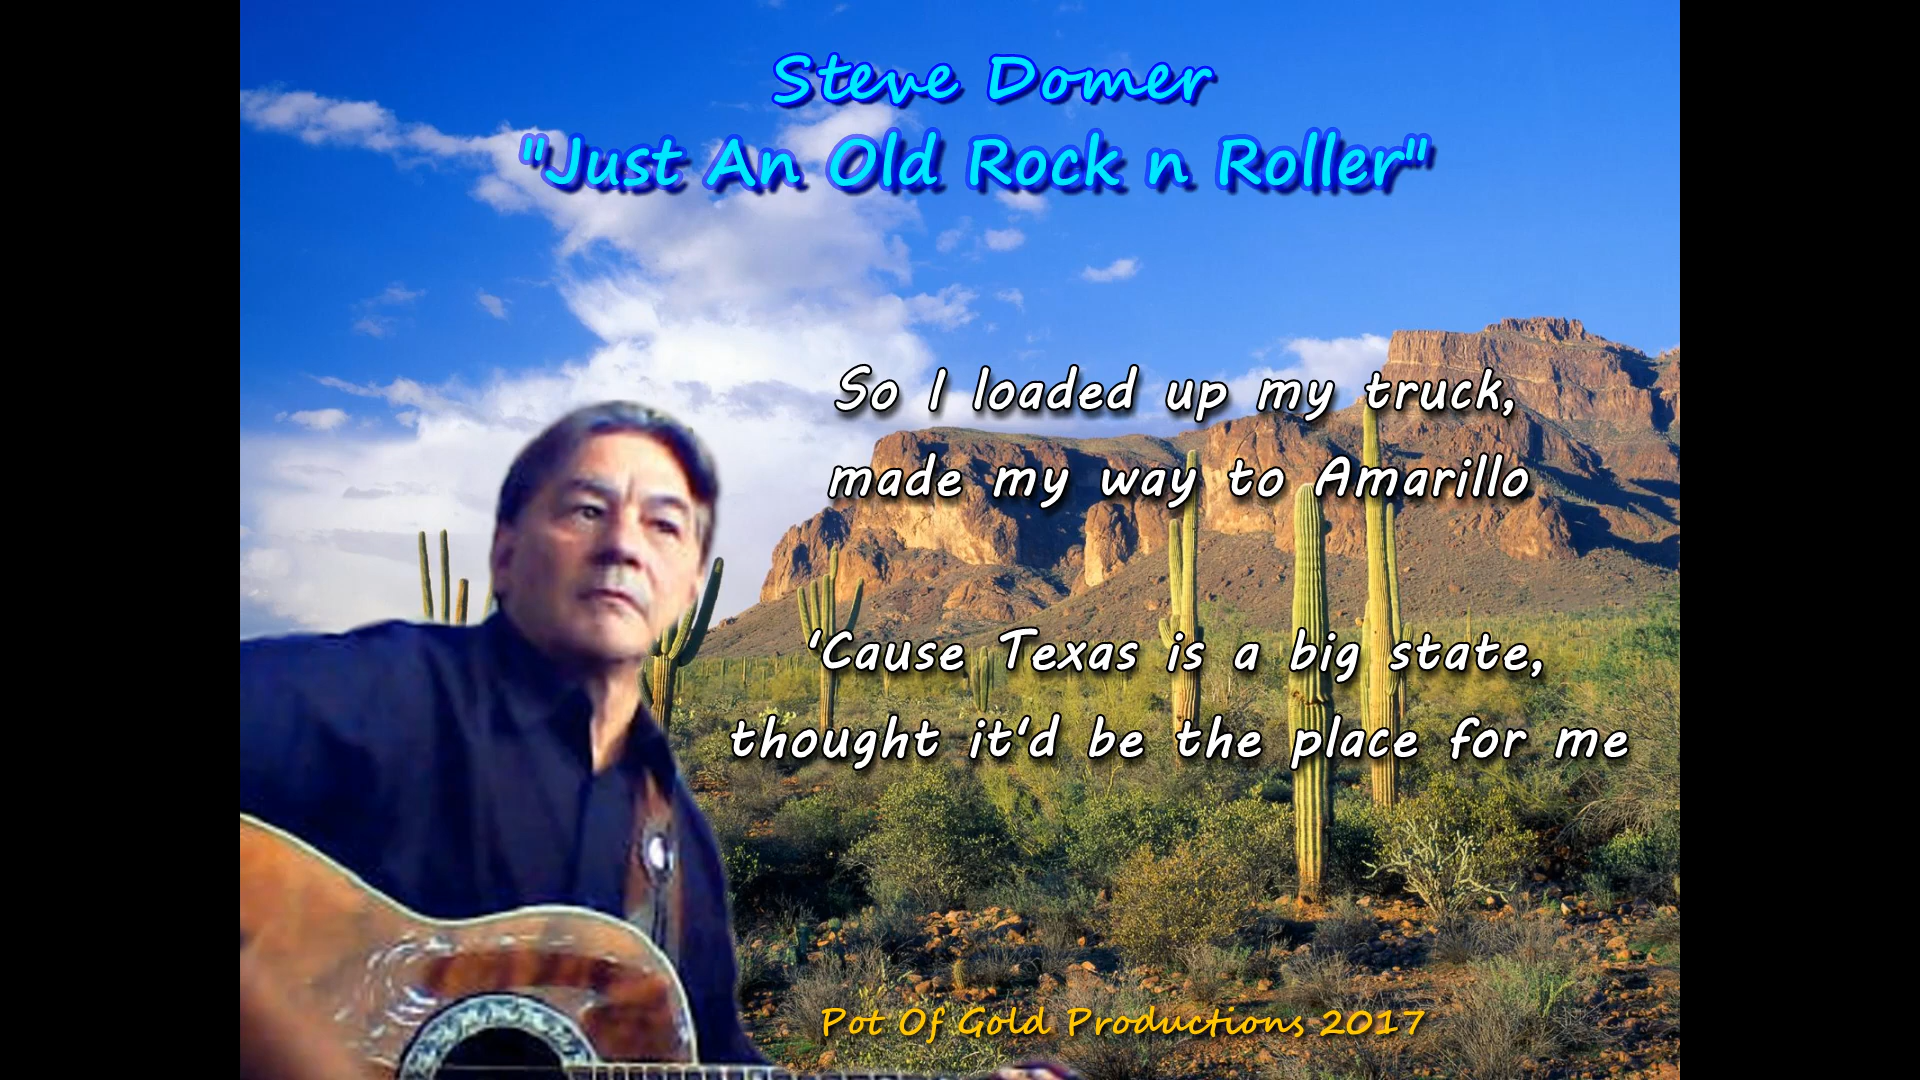 Steve Domer
"Just An Old Rock n Roller"
So I loaded up my truck,
made my way to Amarillo
‘Cause Texas is a big state,
thought it‘d be the place for me
Pot Of Gold Productions 2017